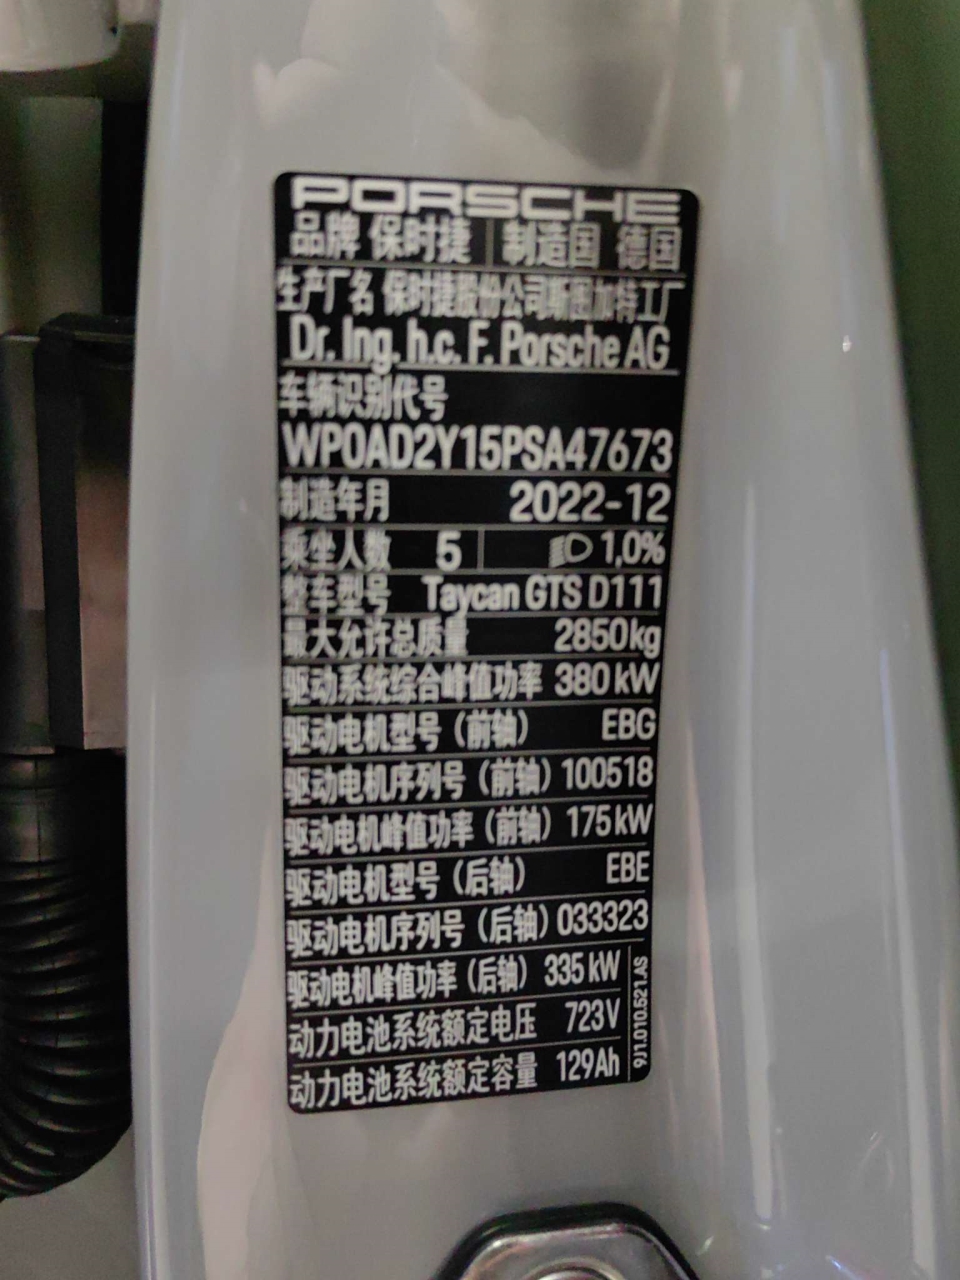 PORSCHE
品牌 保时捷 制造国 德国
生产厂名 保时捷股份公司斯图加特工厂
Dr. Ing. h.c. F. Porsche AG
车辆识别代号
WP0AD2Y15PSA47673
制造年月 2022-12
乘坐人数 5 1,0%
整车型号 Taycan GTS D111
最大允许总质量 2850kg
驱动系统综合峰值功率 380 kW
驱动电机型号（前轴） EBG
驱动电机序列号（前轴） 100518
驱动电机峰值功率（前轴） 175 kW
驱动电机型号（后轴） EBE
驱动电机序列号（后轴） 033323
驱动电机峰值功率（后轴） 335 kW
动力电池系统额定电压 723V
动力电池系统额定容量 129Ah
9J1.010.521.AS